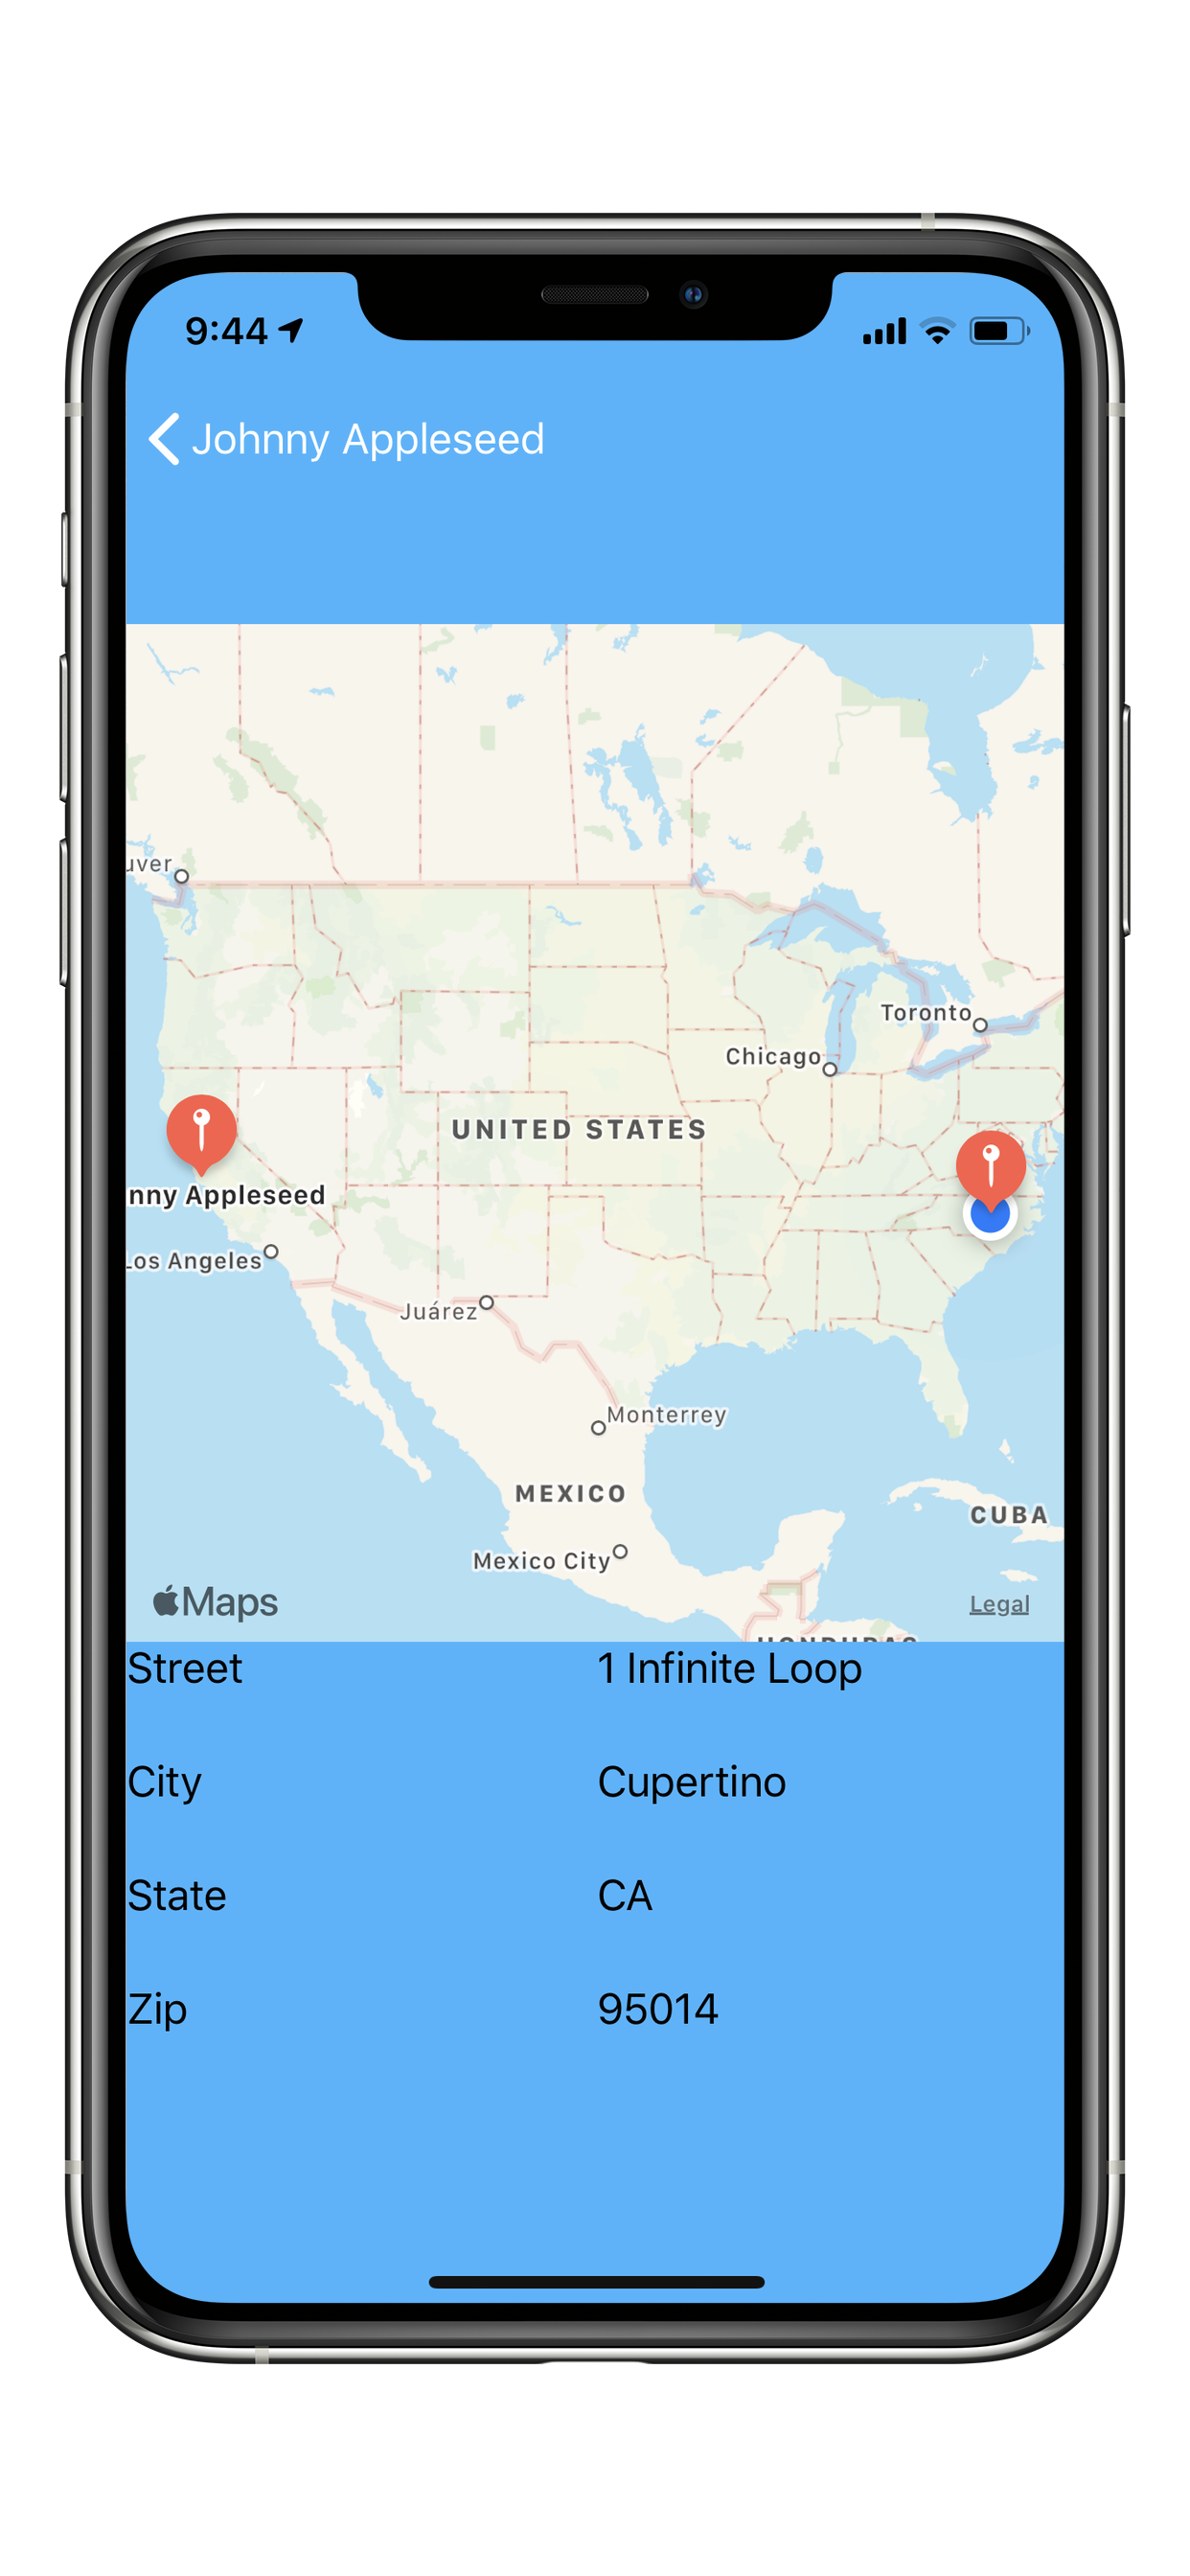 9:44
Johnny Appleseed
uver
Toronto
Chicago
UNITED STATES
nny Appleseed
Los Angeles
Juárez
Monterrey
MEXICO
CUBA
Mexico City
Maps
Legal
HONDURAS
Street 1 Infinite Loop
City Cupertino
State CA
Zip 95014